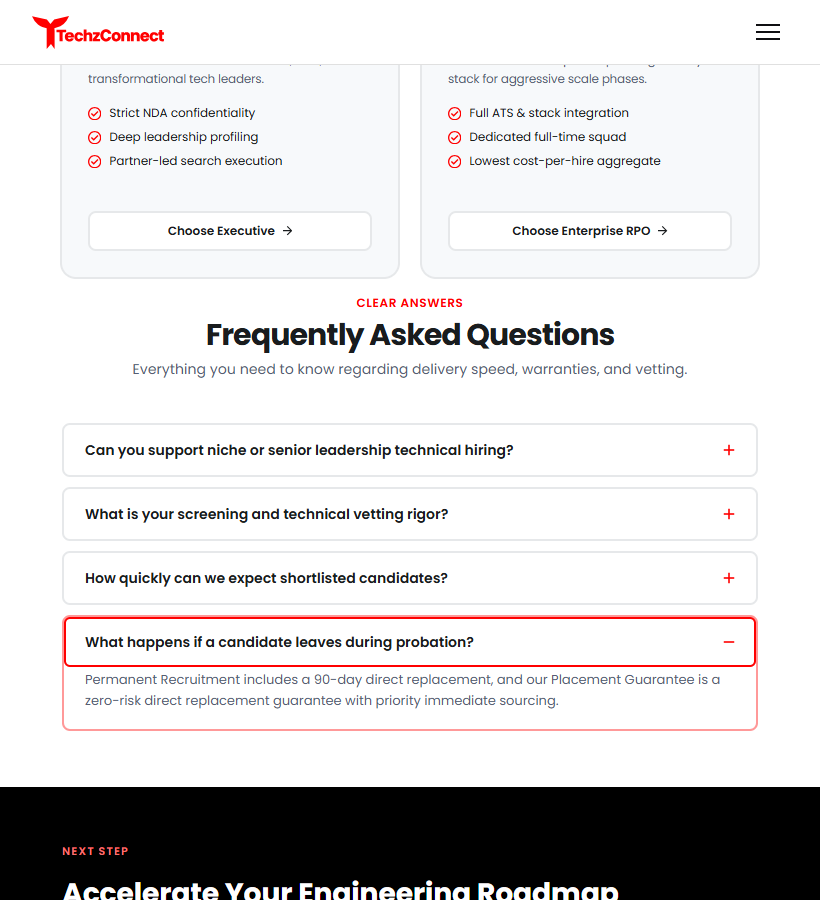 TechzConnect
transformational tech leaders.
Strict NDA confidentiality
Deep leadership profiling
Partner-led search execution
Choose Executive →
stack for aggressive scale phases.
Full ATS & stack integration
Dedicated full-time squad
Lowest cost-per-hire aggregate
Choose Enterprise RPO →
CLEAR ANSWERS
Frequently Asked Questions
Everything you need to know regarding delivery speed, warranties, and vetting.
Can you support niche or senior leadership technical hiring? +
What is your screening and technical vetting rigor? +
How quickly can we expect shortlisted candidates? +
What happens if a candidate leaves during probation? −
Permanent Recruitment includes a 90-day direct replacement, and our Placement Guarantee is a
zero-risk direct replacement guarantee with priority immediate sourcing.
NEXT STEP
Accelerate Your Engineering Roadmap